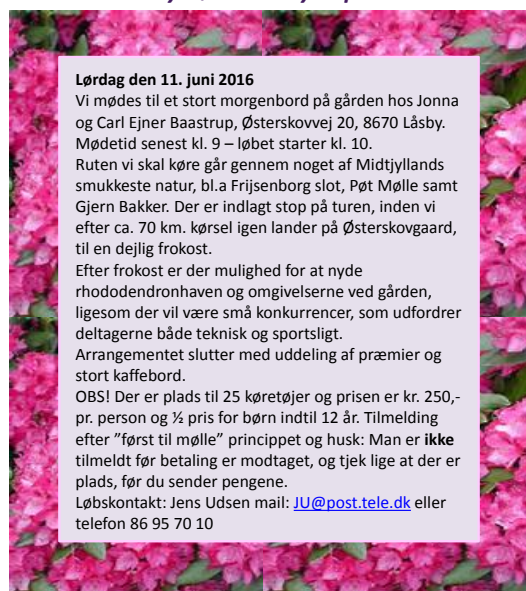 Lørdag den 11. juni 2016
Vi mødes til et stort morgenbord på gården hos Jonna
og Carl Ejner Baastrup, Østerskovvej 20, 8670 Låsby.
Mødetid senest kl. 9 – løbet starter kl. 10.
Ruten vi skal køre går gennem noget af Midtjyllands
smukkeste natur, bl.a Frijsenborg slot, Pøt Mølle samt
Gjern Bakker. Der er indlagt stop på turen, inden vi
efter ca. 70 km. kørsel igen lander på Østerskovgaard,
til en dejlig frokost.
Efter frokost er der mulighed for at nyde
rhododendronhaven og omgivelserne ved gården,
ligesom der vil være små konkurrencer, som udfordrer
deltagerne både teknisk og sportsligt.
Arrangementet slutter med uddeling af præmier og
stort kaffebord.
OBS! Der er plads til 25 køretøjer og prisen er kr. 250,-
pr. person og ½ pris for børn indtil 12 år. Tilmelding
efter ”først til mølle” princippet og husk: Man er ikke
tilmeldt før betaling er modtaget, og tjek lige at der er
plads, før du sender pengene.
Løbskontakt: Jens Udsen mail: JU@post.tele.dk eller
telefon 86 95 70 10